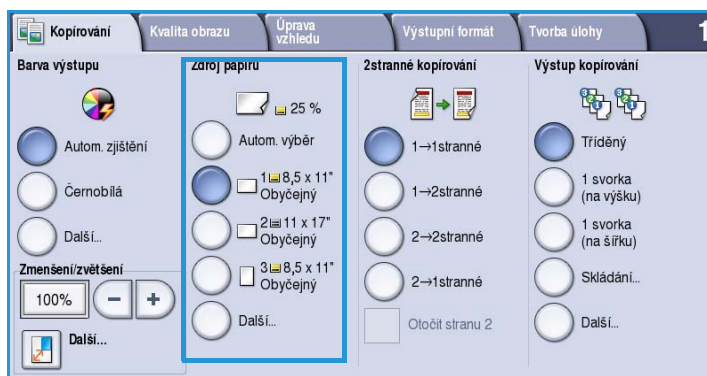 Kopírování
Kvalita obrazu
Úprava
vzhledu
Výstupní formát
Tvorba úlohy
1
Barva výstupu
Autom. zjištění
Černobílá
Další...
Zmenšení/zvětšení
100%
Další...
Zdroj papíru
25 %
Autom. výběr
1 8,5 x 11"
Obyčejný
2 11 x 17"
Obyčejný
3 8,5 x 11"
Obyčejný
Další...
2stranné kopírování
1→1stranné
1→2stranné
2→2stranné
2→1stranné
Otočit stranu 2
Výstup kopírování
Tříděný
1 svorka
(na výšku)
1 svorka
(na šířku)
Skládání...
Další...